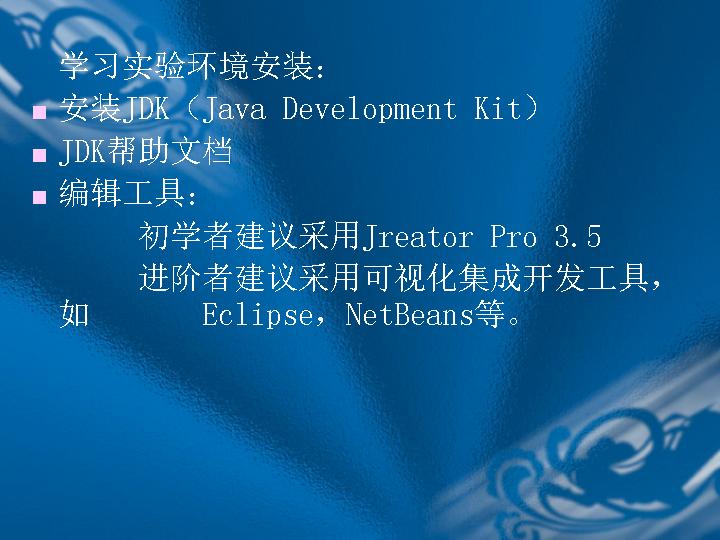 学习实验环境安装：
安装JDK（Java Development Kit）
JDK帮助文档
编辑工具：
初学者建议采用Jreator Pro 3.5
进阶者建议采用可视化集成开发工具，
如 Eclipse，NetBeans等。